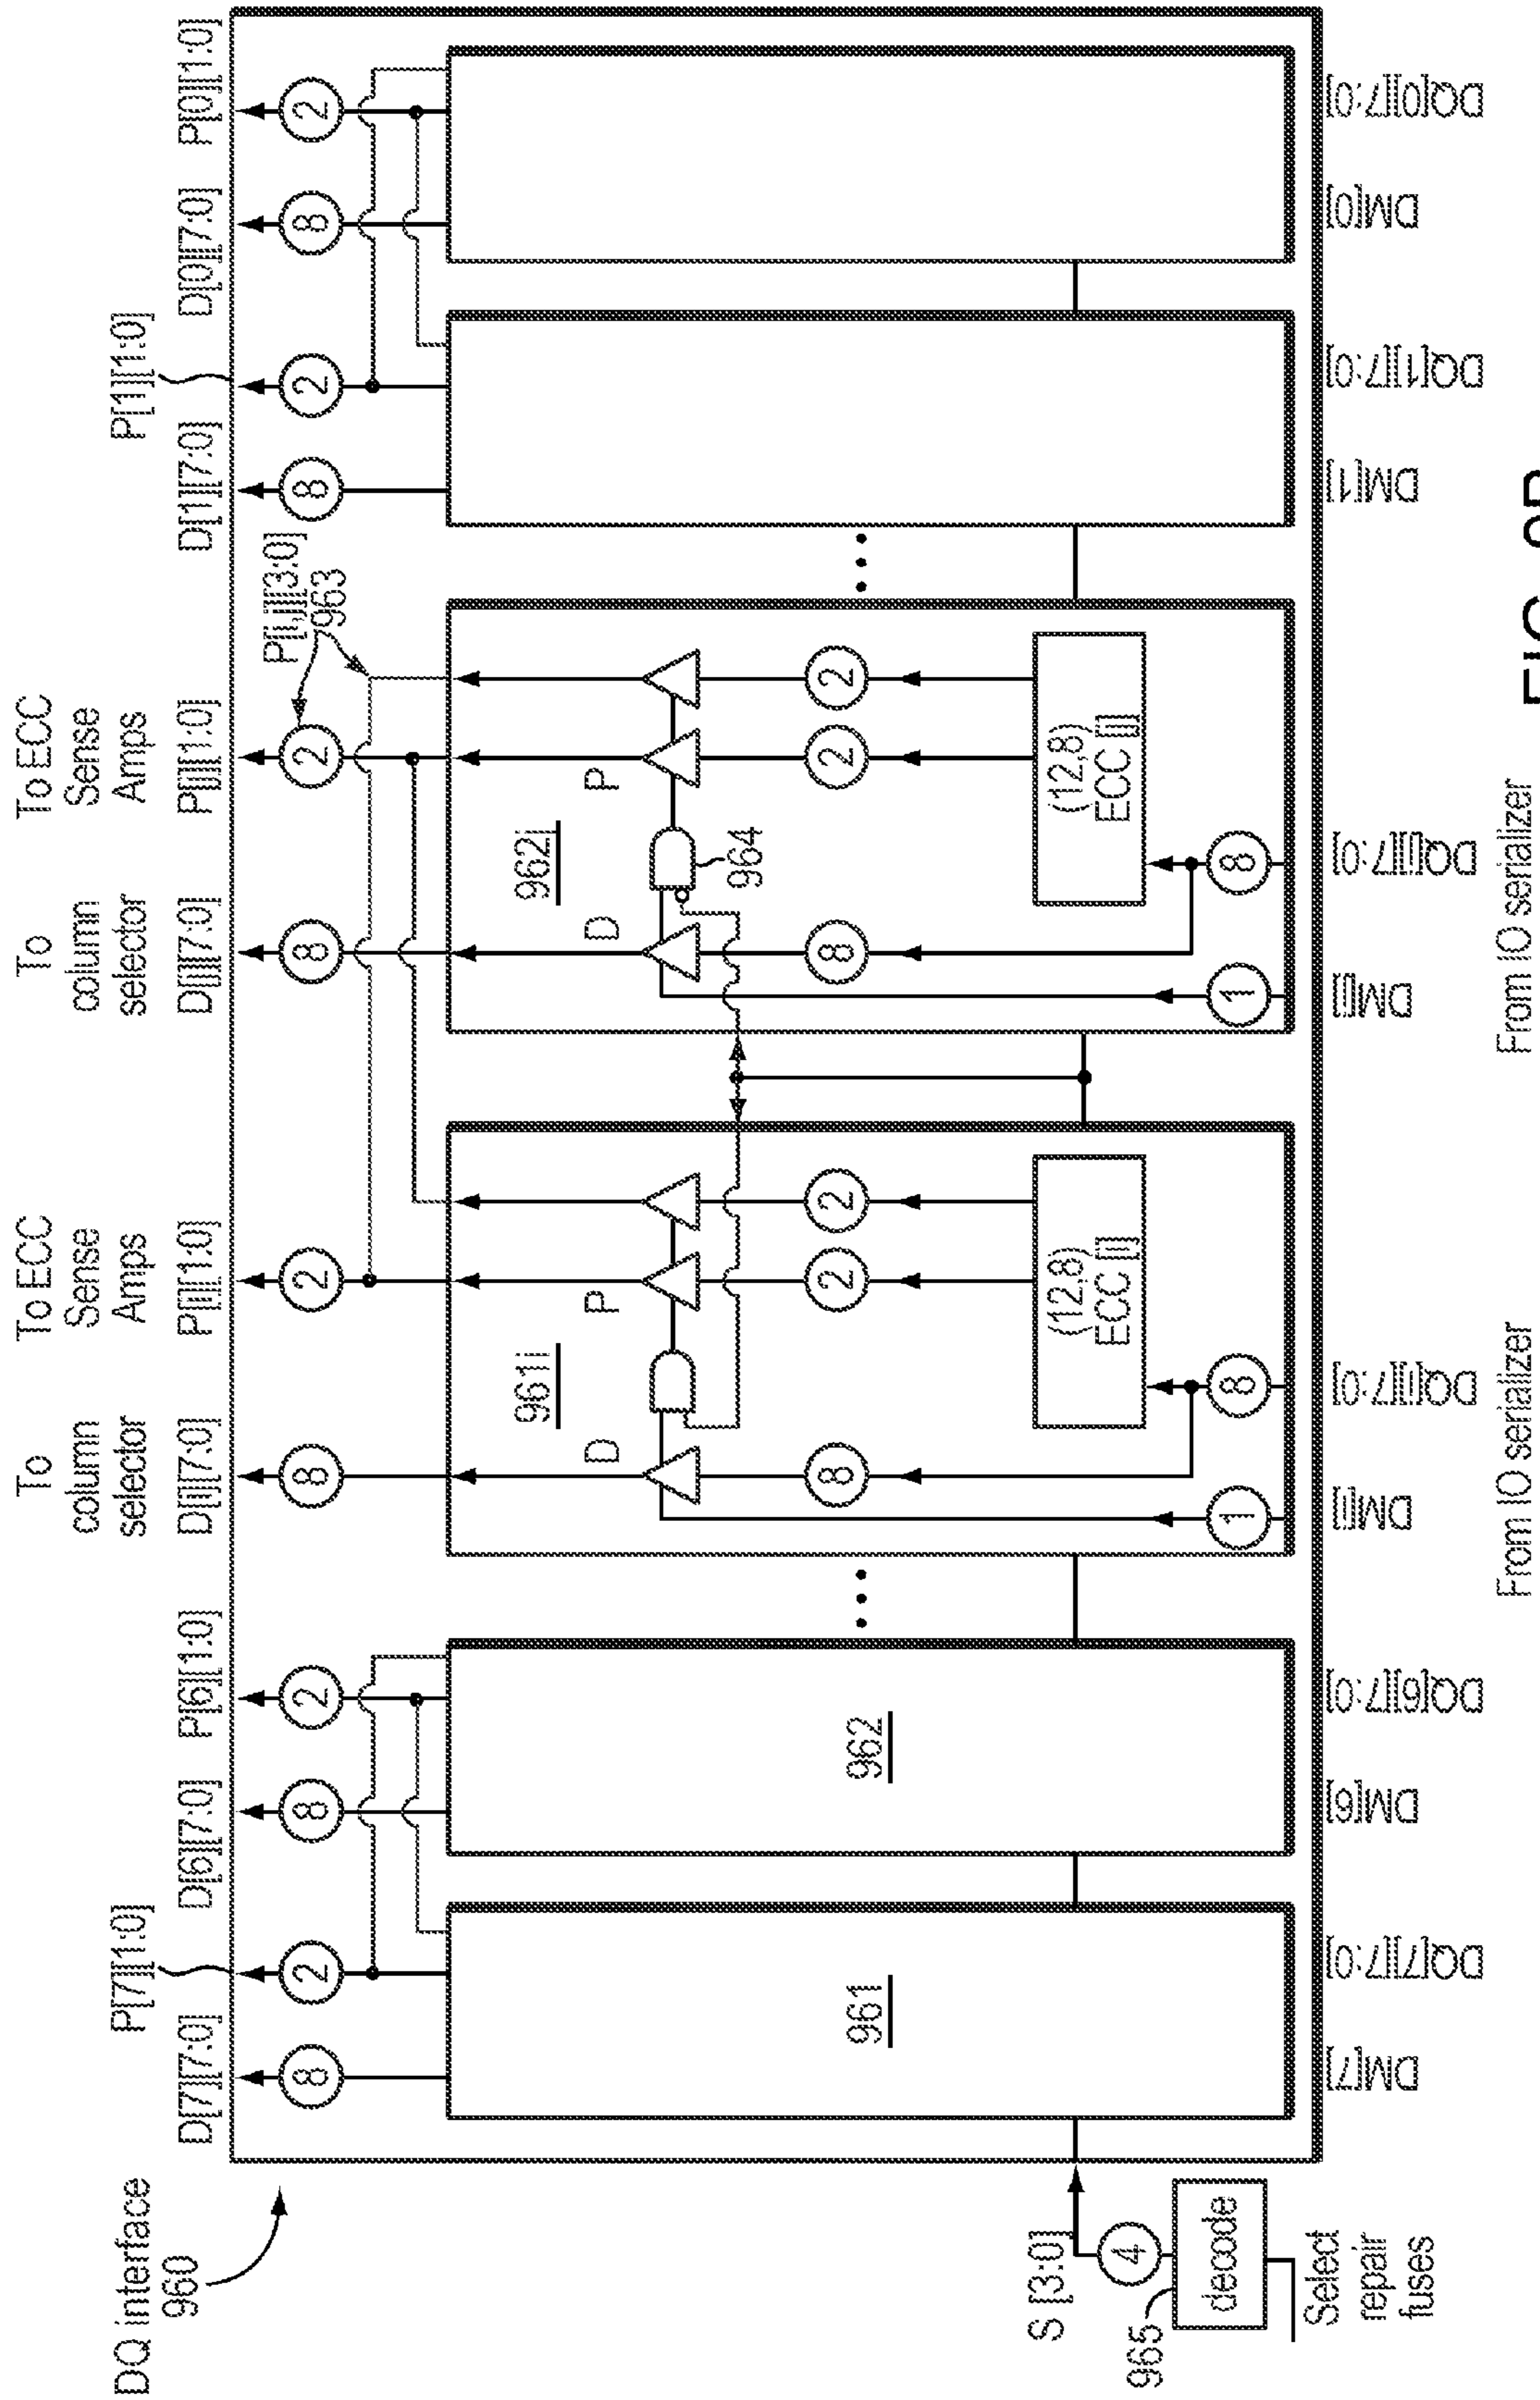 DQ interface
960
D[7][7:0]
P[7][1:0]
D[6][7:0]
P[6][1:0]
To
column
selector
D[i][7:0]
To ECC
Sense
Amps
P[i][1:0]
To
column
selector
D[j][7:0]
To ECC
Sense
Amps
P[j][1:0]
P[i,j][3:0]
963
D[1][7:0]
P[1][1:0]
D[0][7:0]
P[0][1:0]
8
2
8
2
8
2
8
2
8
2
8
2
961
962
961i
D
P
8
2
2
(12,8)
ECC [i]
1
8
962j
D
P
964
8
2
2
(12,8)
ECC [j]
1
8
S [3:0]
4
965
decode
Select
repair
fuses
DM[7]
DQ[7][7:0]
DM[6]
DQ[6][7:0]
DM[i]
DQ[i][7:0]
From IO serializer
DM[j]
DQ[j][7:0]
From IO serializer
DM[1]
DQ[1][7:0]
DM[0]
DQ[0][7:0]